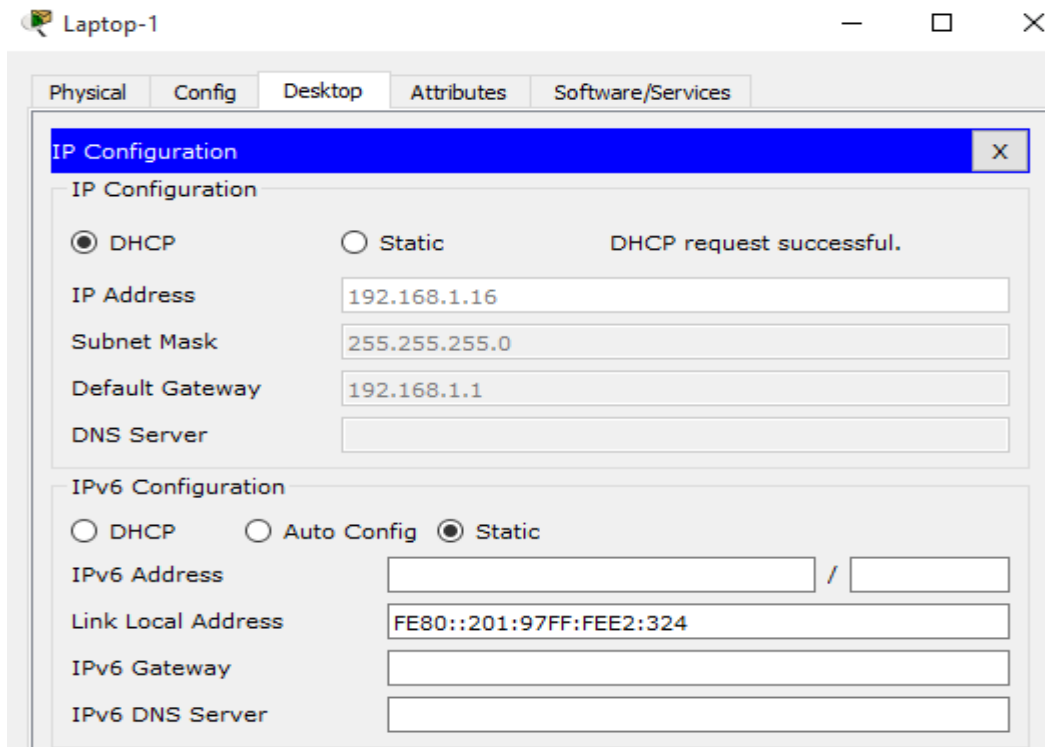 Laptop-1
Physical Config Desktop Attributes Software/Services
IP Configuration X
IP Configuration
DHCP Static DHCP request successful.
IP Address 192.168.1.16
Subnet Mask 255.255.255.0
Default Gateway 192.168.1.1
DNS Server
IPv6 Configuration
DHCP Auto Config Static
IPv6 Address /
Link Local Address FE80::201:97FF:FEE2:324
IPv6 Gateway
IPv6 DNS Server